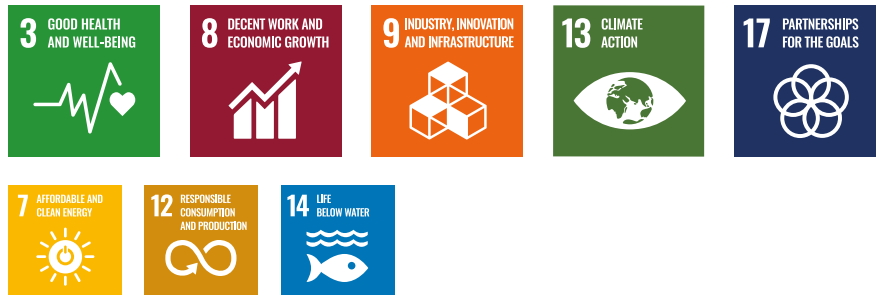 3 GOOD HEALTH
AND WELL-BEING
8 DECENT WORK AND
ECONOMIC GROWTH
9 INDUSTRY, INNOVATION
AND INFRASTRUCTURE
13 CLIMATE
ACTION
17 PARTNERSHIPS
FOR THE GOALS
7 AFFORDABLE AND
CLEAN ENERGY
12 RESPONSIBLE
CONSUMPTION
AND PRODUCTION
14 LIFE
BELOW WATER